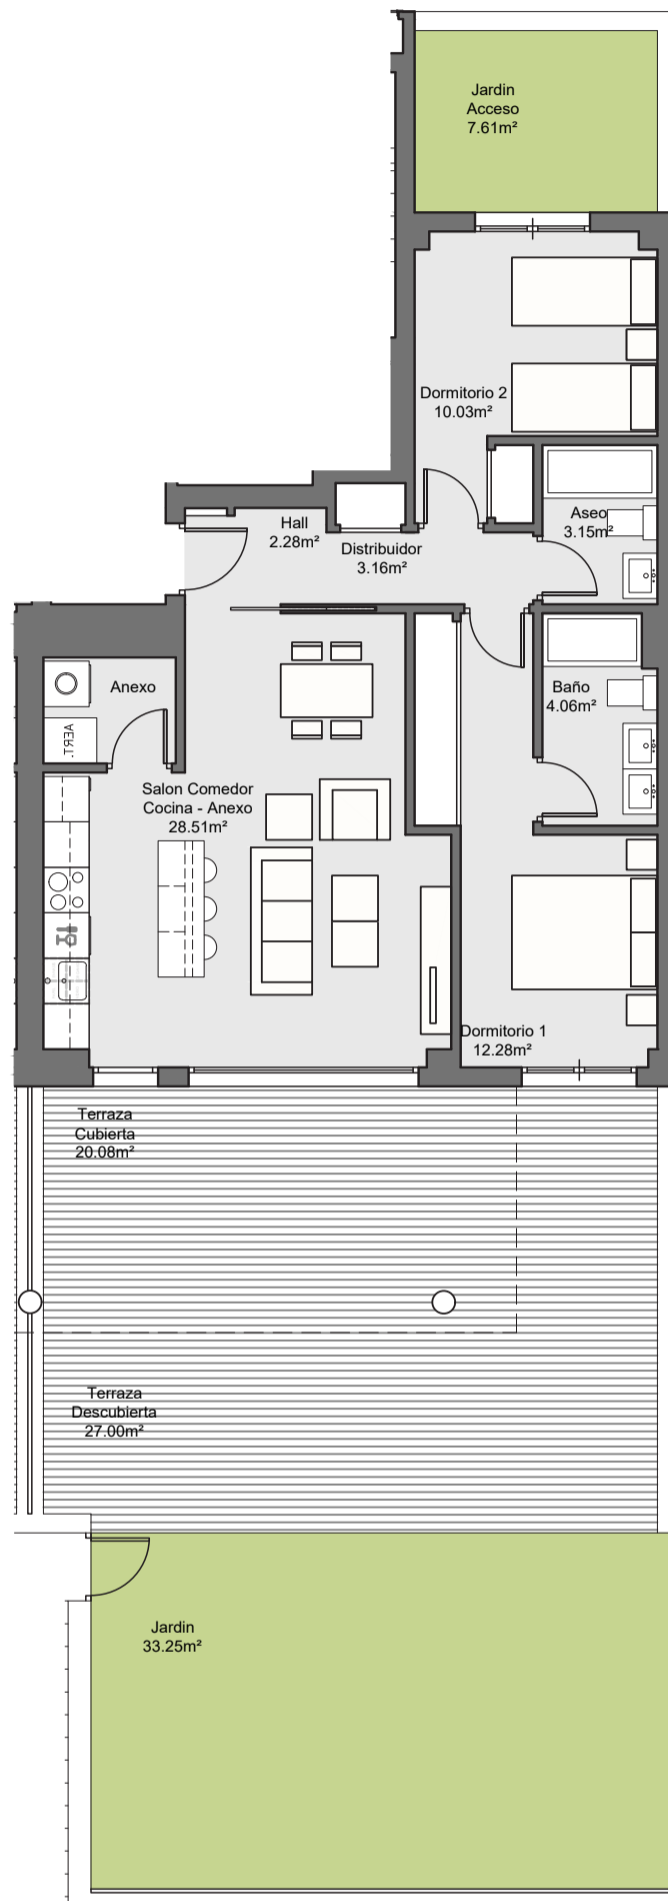 Jardin
Acceso
7.61m²
Dormitorio 2
10.03m²
Aseo
3.15m²
Hall
2.28m²
Distribuidor
3.16m²
Anexo
Baño
4.06m²
AERT.
Salon Comedor
Cocina - Anexo
28.51m²
Dormitorio 1
12.28m²
Terraza
Cubierta
20.08m²
Terraza
Descubierta
27.00m²
Jardin
33.25m²